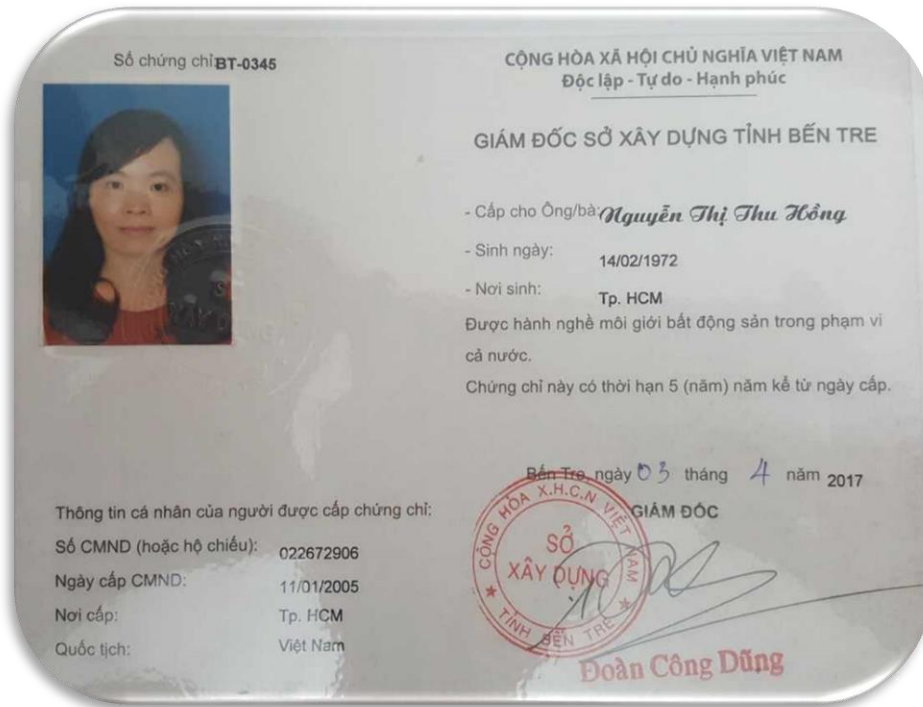 Số chứng chỉ: BT-0345
CỘNG HÒA XÃ HỘI CHỦ NGHĨA VIỆT NAM
Độc lập - Tự do - Hạnh phúc
GIÁM ĐỐC SỞ XÂY DỰNG TỈNH BẾN TRE
- Cấp cho Ông/bà: Nguyễn Thị Thu Hồng
- Sinh ngày: 14/02/1972
- Nơi sinh: Tp. HCM
Được hành nghề môi giới bất động sản trong phạm vi
cả nước.
Chứng chỉ này có thời hạn 5 (năm) năm kể từ ngày cấp.
Bến Tre, ngày 03 tháng 4 năm 2017
GIÁM ĐỐC
CỘNG HÒA X.H.C.N VIỆT NAM
SỞ
XÂY DỰNG
TỈNH BẾN TRE
Đoàn Công Dũng
Thông tin cá nhân của người được cấp chứng chỉ:
Số CMND (hoặc hộ chiếu): 022672906
Ngày cấp CMND: 11/01/2005
Nơi cấp: Tp. HCM
Quốc tịch: Việt Nam